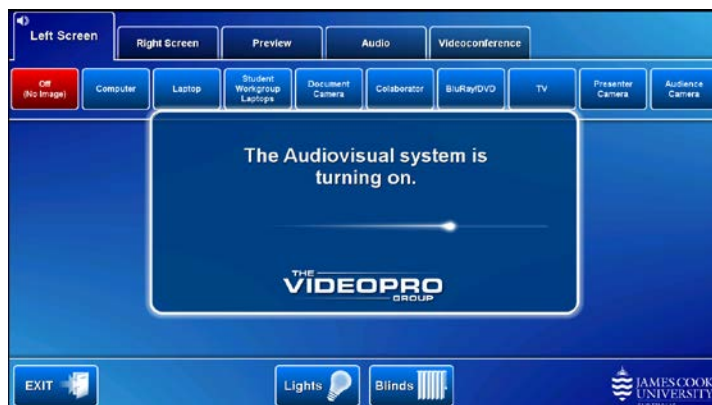 Left Screen
Right Screen
Preview
Audio
Videoconference
Off
(No Image)
Computer
Laptop
Student
Workgroup
Laptops
Document
Camera
Colaborator
BluRay/DVD
TV
Presenter
Camera
Audience
Camera
The Audiovisual system is
turning on.
THE
VIDEOPRO
GROUP
EXIT
Lights
Blinds
JAMES COOK
UNIVERSITY